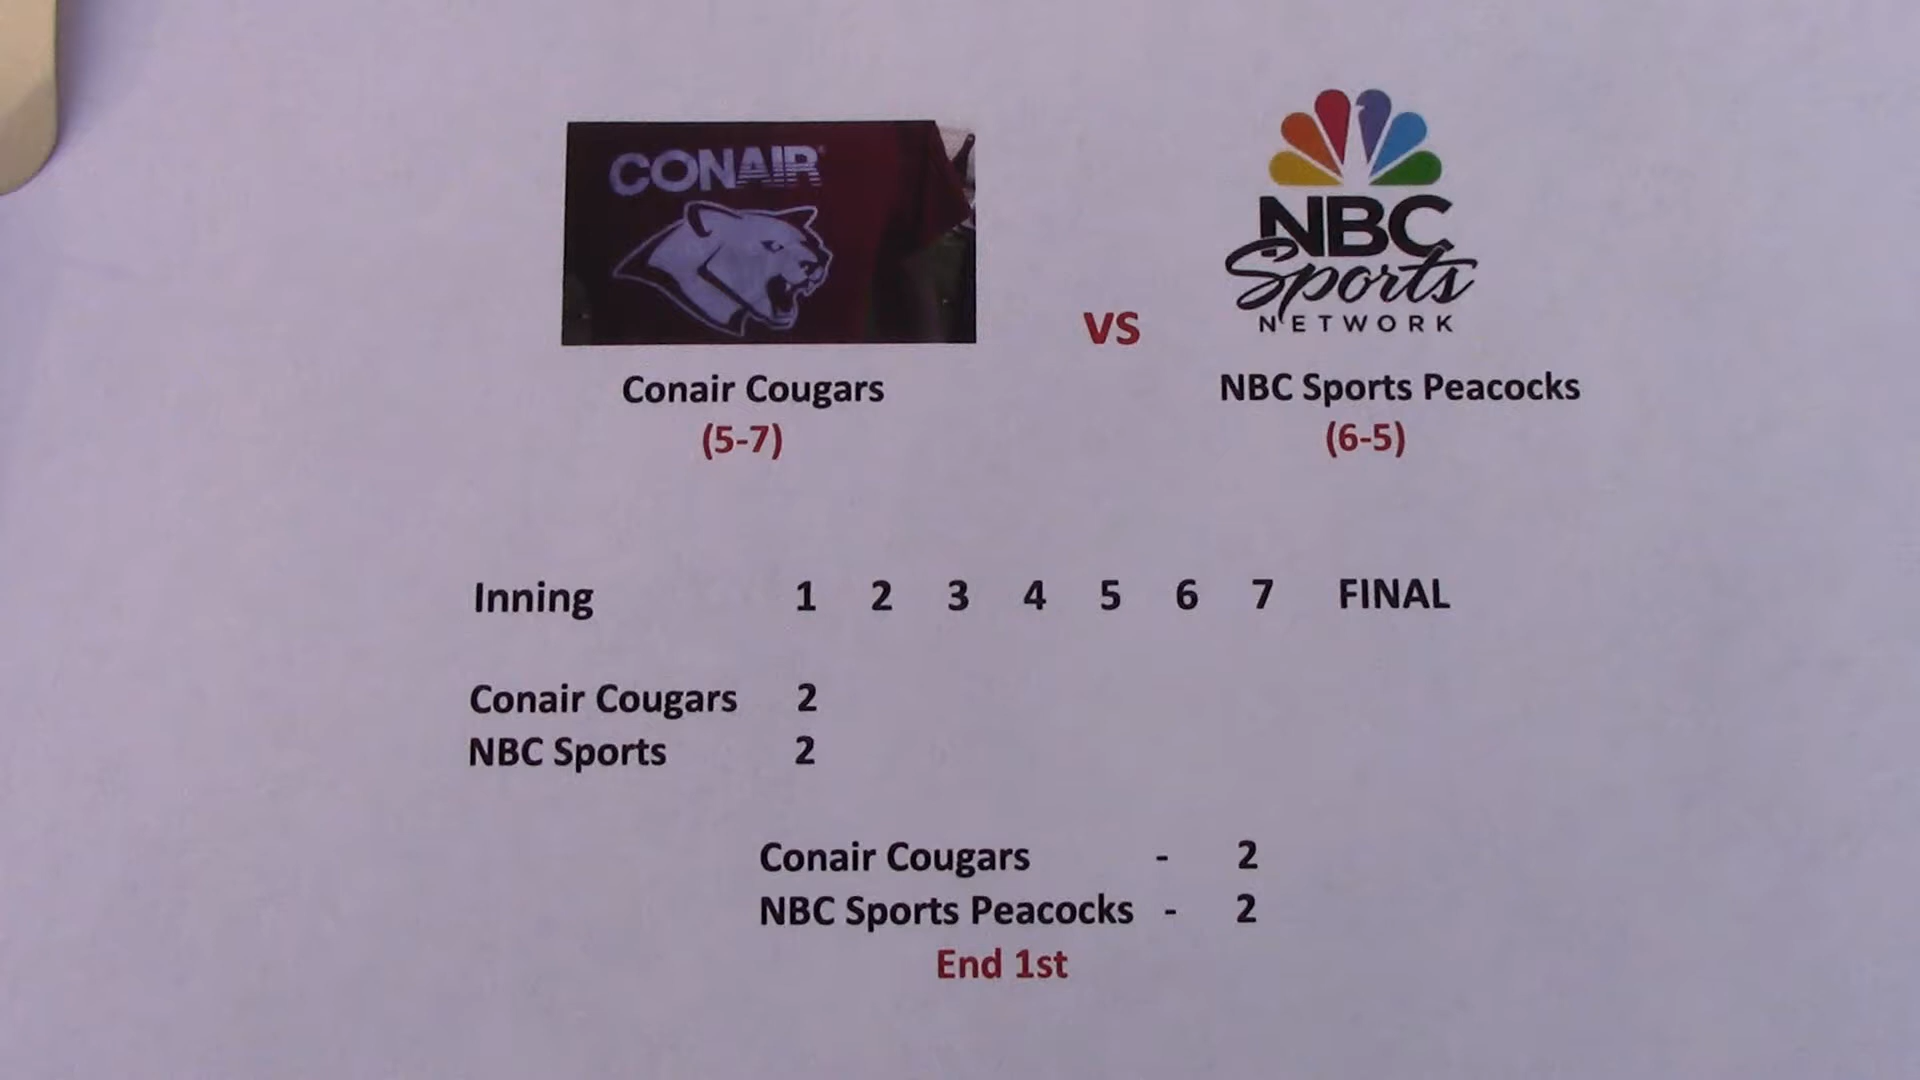 CONAIR
NBC
Sports
NETWORK
VS
Conair Cougars
NBC Sports Peacocks
(5-7)
(6-5)
Inning 1 2 3 4 5 6 7 FINAL
Conair Cougars 2
NBC Sports 2
Conair Cougars - 2
NBC Sports Peacocks - 2
End 1st